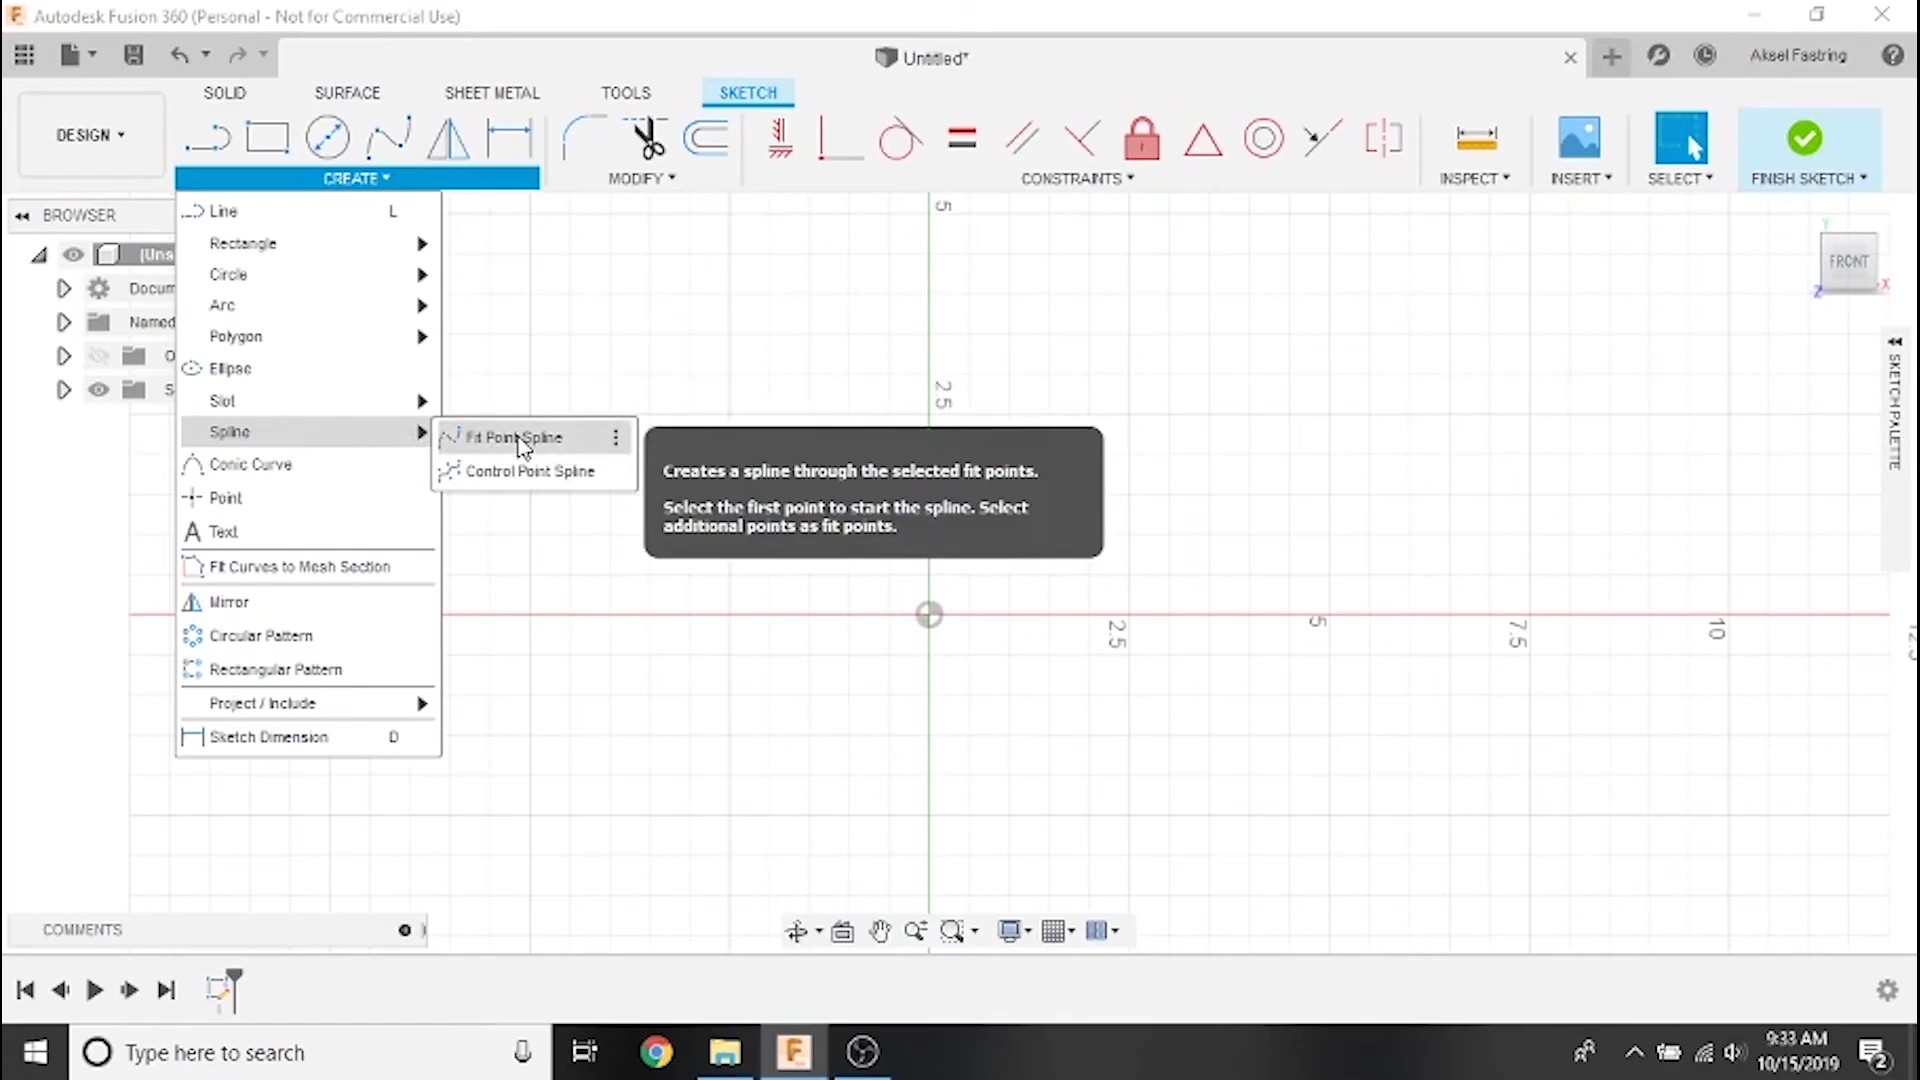 Autodesk Fusion 360 (Personal - Not for Commercial Use)
Untitled*
Aksel Fastring
SOLID
SURFACE
SHEET METAL
TOOLS
SKETCH
DESIGN
CREATE
MODIFY
CONSTRAINTS
INSPECT
INSERT
SELECT
FINISH SKETCH
BROWSER
(Uns
Docum
Named
O
S
Line L
Rectangle
Circle
Arc
Polygon
Ellipse
Slot
Spline
Conic Curve
Point
Text
Fit Curves to Mesh Section
Mirror
Circular Pattern
Rectangular Pattern
Project / Include
Sketch Dimension D
Fit Point Spline
Control Point Spline
Creates a spline through the selected fit points.
Select the first point to start the spline. Select
additional points as fit points.
5
2.5
2.5
5
7.5
10
12.5
Y
FRONT
Z
X
SKETCH PALETTE
COMMENTS
Type here to search
9:33 AM
10/15/2019
2